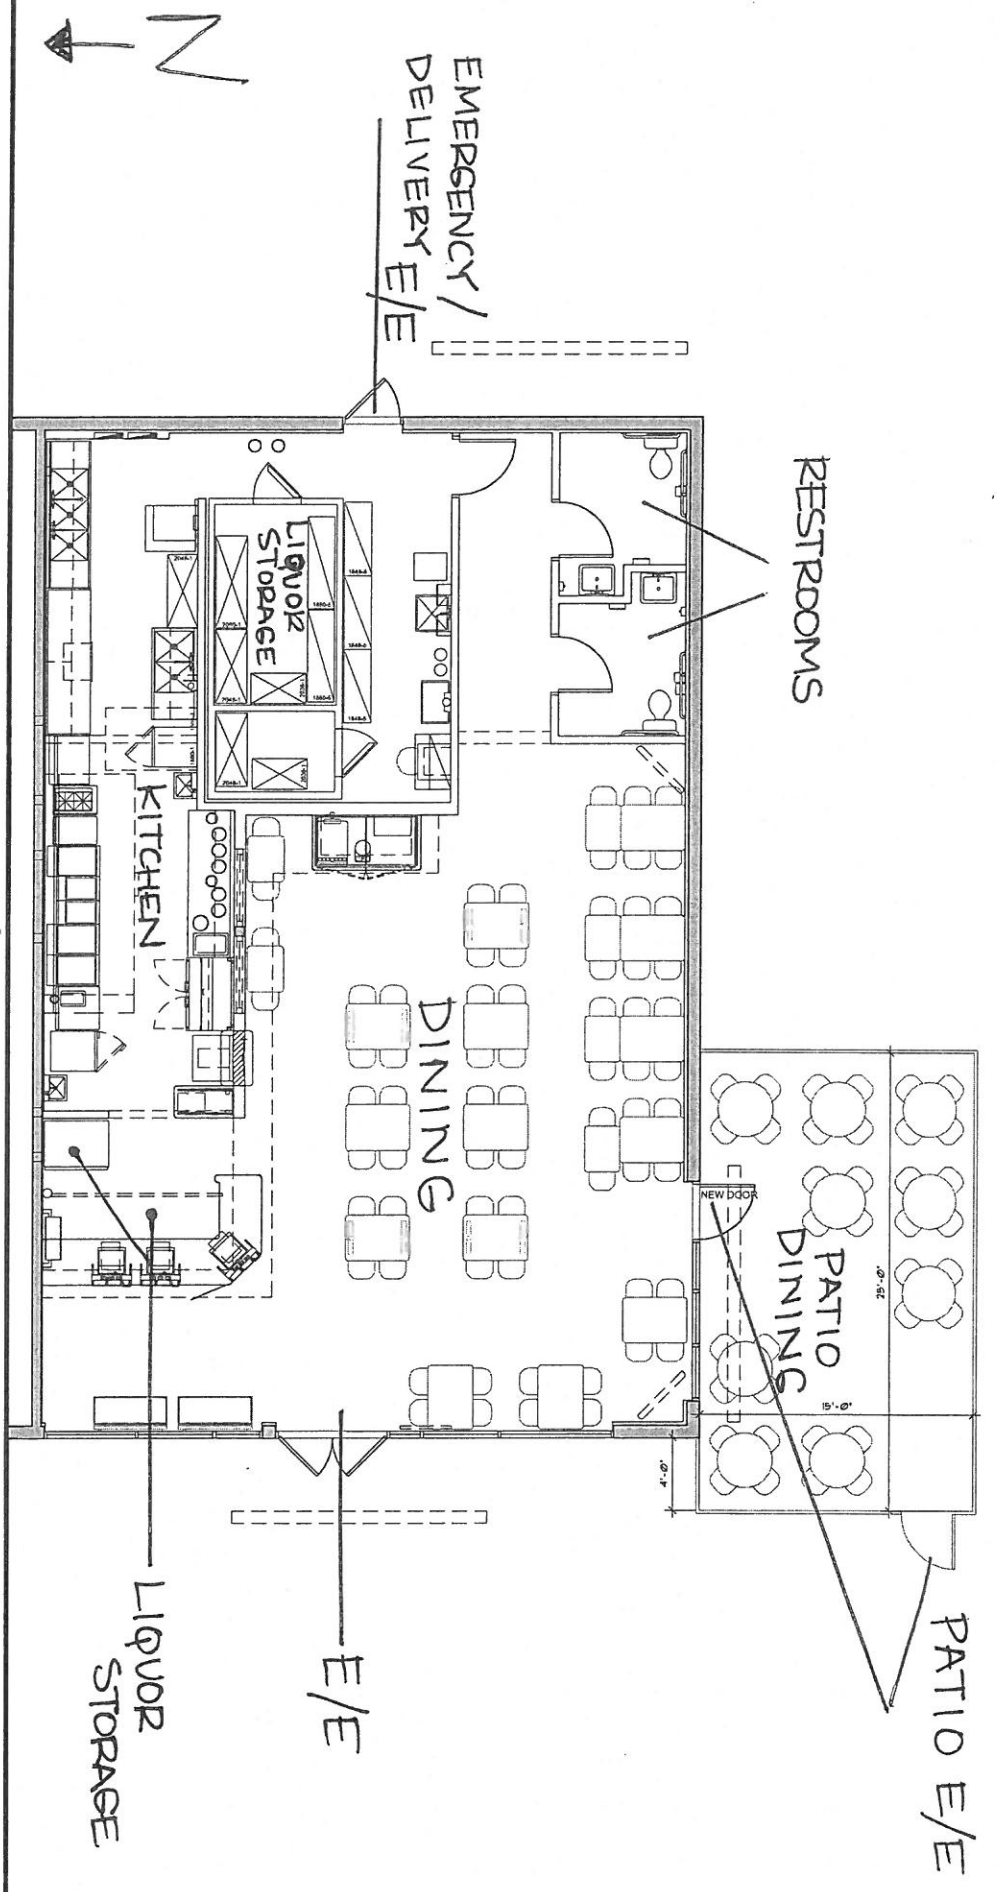 PATIO E/E
RESTROOMS
25'-0"
PATIO
DINING
15'-0"
NEW DOOR
4'-0"
EMERGENCY /
DELIVERY E/E
DINING
E/E
LIQUOR
STORAGE
KITCHEN
LIQUOR
STORAGE
N